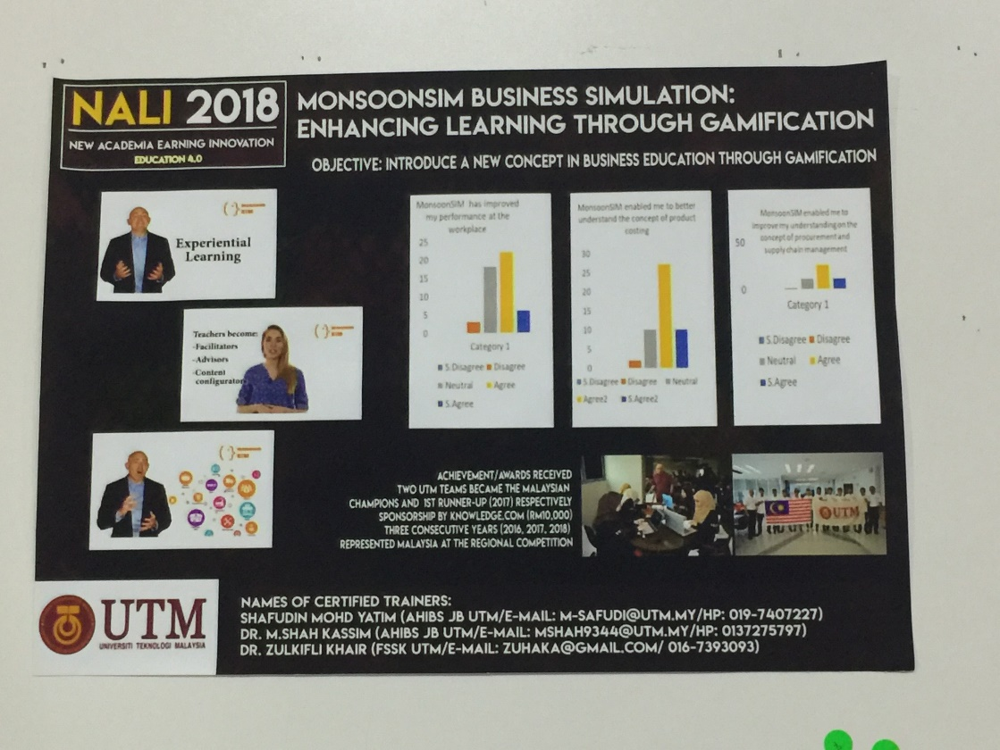 NALI 2018
NEW ACADEMIA EARNING INNOVATION
EDUCATION 4.0
MONSOONSIM BUSINESS SIMULATION:
ENHANCING LEARNING THROUGH GAMIFICATION
OBJECTIVE: INTRODUCE A NEW CONCEPT IN BUSINESS EDUCATION THROUGH GAMIFICATION
Experiential
Learning
Teachers become:
-Facilitators
-Advisors
-Content
configurator
MonsoonSIM has improved
my performance at the
workplace
25
20
15
10
5
0
Category 1
S.Disagree Disagree
Neutral Agree
S.Agree
MonsoonSIM enabled me to better
understand the concept of product
costing
30
25
20
15
10
5
0
S.Disagree Disagree Neutral
Agree2 S.Agree2
MonsoonSIM enabled me to
improve my understanding on the
concept of procurement and
supply chain management
50
0
Category 1
S.Disagree Disagree
Neutral Agree
S.Agree
ACHIEVEMENT/AWARDS RECEIVED
TWO UTM TEAMS BECAME THE MALAYSIAN
CHAMPIONS AND 1ST RUNNER-UP (2017) RESPECTIVELY
SPONSORSHIP BY KNOWLEDGE.COM (RM10,000)
THREE CONSECUTIVE YEARS (2016, 2017, 2018)
REPRESENTED MALAYSIA AT THE REGIONAL COMPETITION
UTM
UTM
UNIVERSITI TEKNOLOGI MALAYSIA
NAMES OF CERTIFIED TRAINERS:
SHAFUDIN MOHD YATIM (AHIBS JB UTM/E-MAIL: M-SAFUDI@UTM.MY/HP: 019-7407227)
DR. M.SHAH KASSIM (AHIBS JB UTM/E-MAIL: MSHAH9344@UTM.MY/HP: 0137275797)
DR. ZULKIFLI KHAIR (FSSK UTM/E-MAIL: ZUHAKA@GMAIL.COM/ 016-7393093)